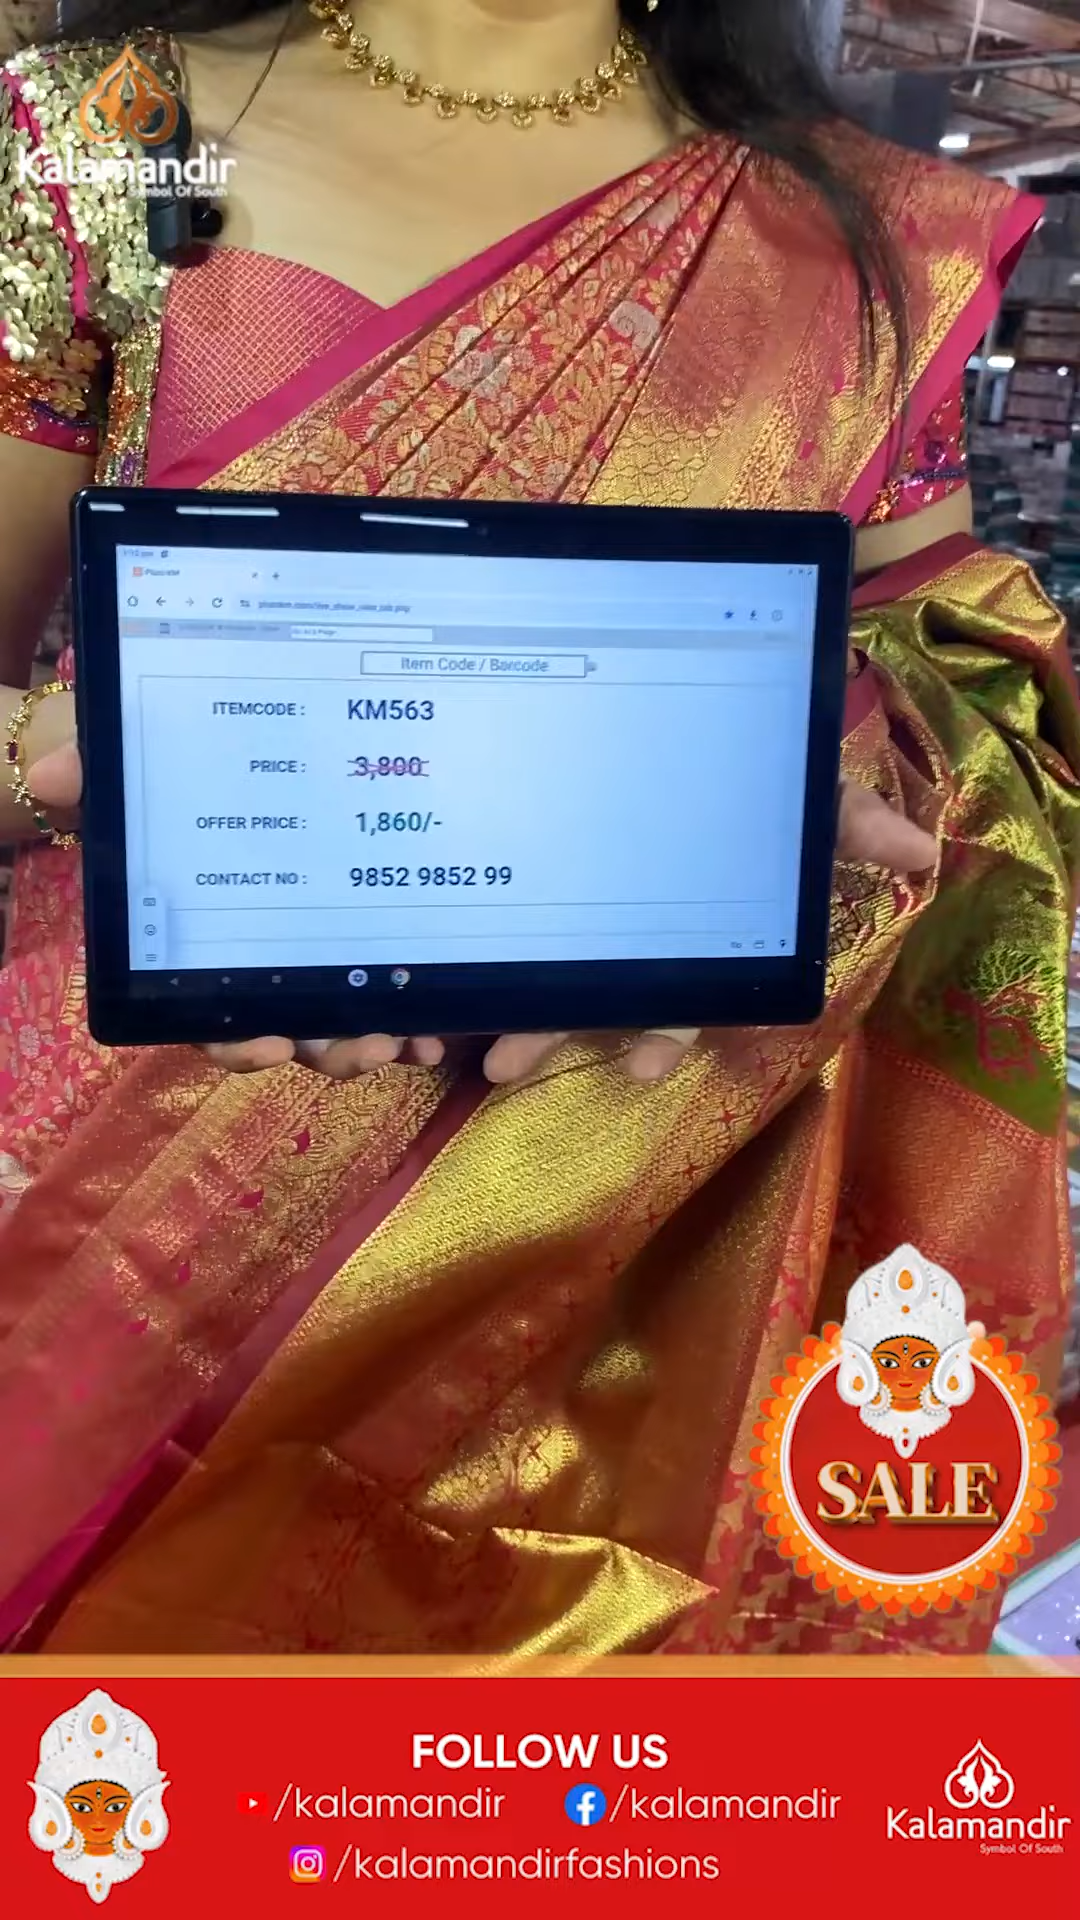 Kalamandir
Symbol Of South
Item Code / Barcode
ITEMCODE : KM563
PRICE : 3,800
OFFER PRICE : 1,860/-
CONTACT NO : 9852 9852 99
SALE
FOLLOW US
/kalamandir /kalamandir
/kalamandirfashions
Kalamandir
Symbol Of South